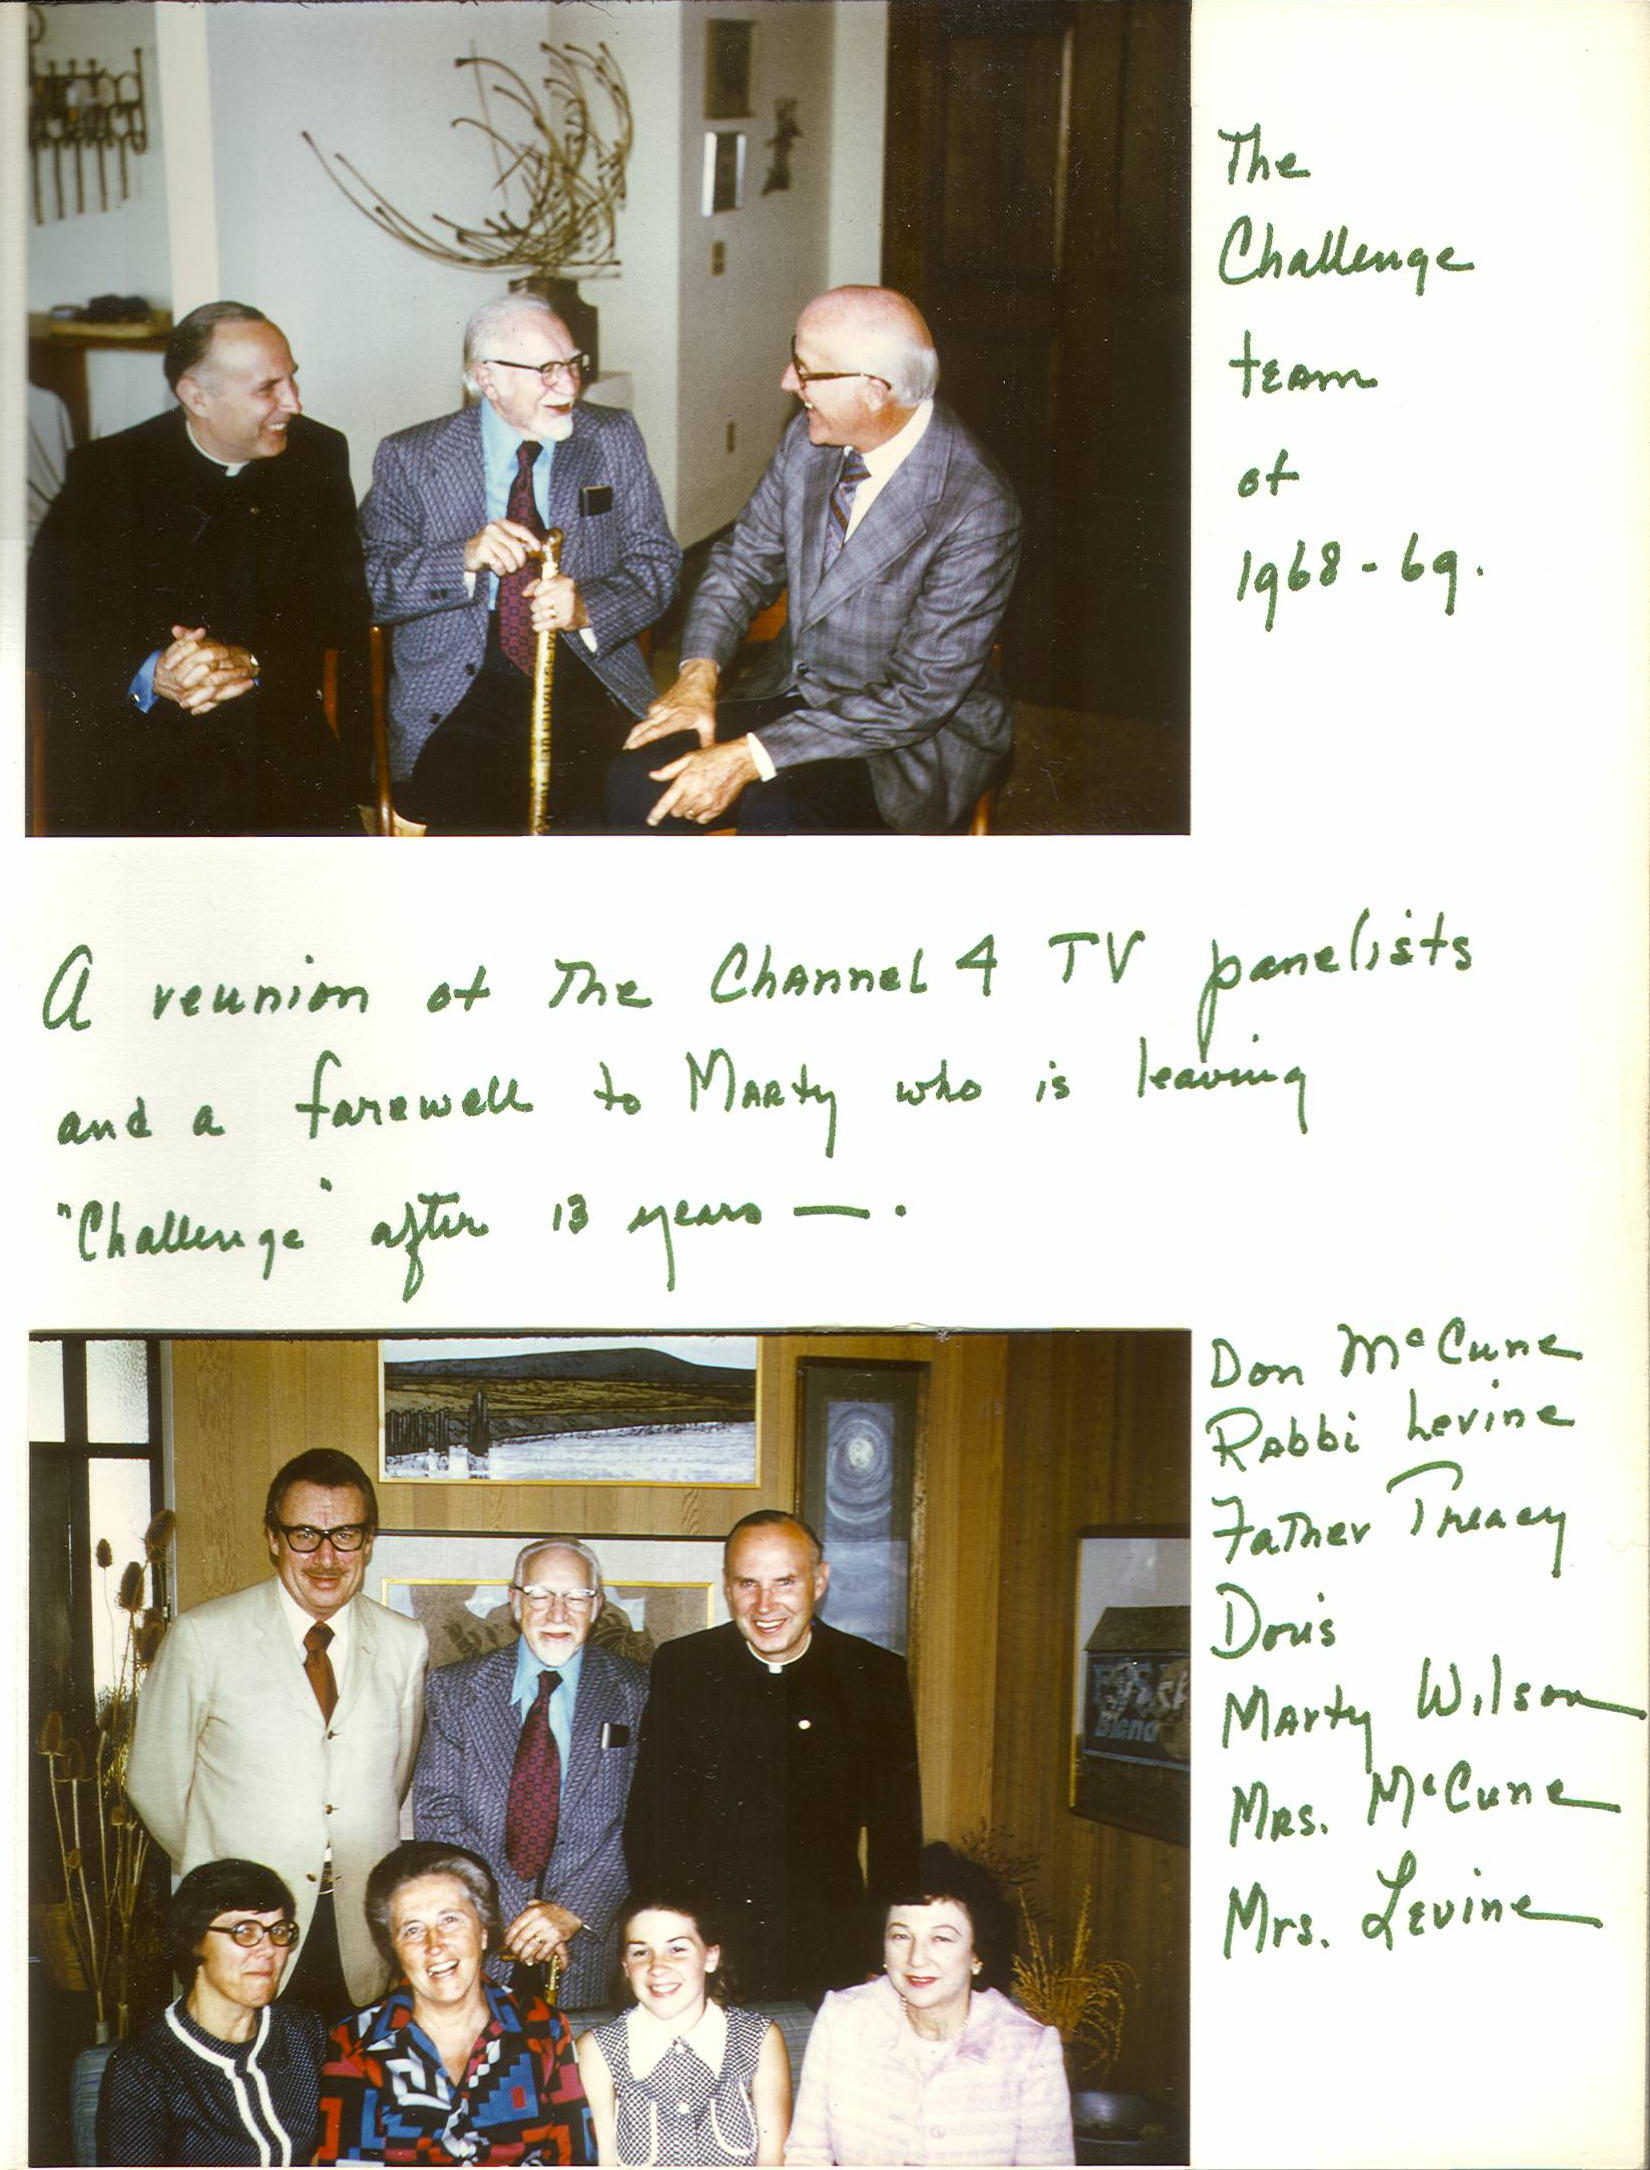 The
Challenge
team
of
1968-69.
A reunion of the Channel 4 TV panelists
and a farewell to Marty who is leaving
"Challenge" after 13 years —.
Don McCune
Rabbi Levine
Father Treacy
Doris
Marty Wilson
Mrs. McCune
Mrs. Levine
Blend